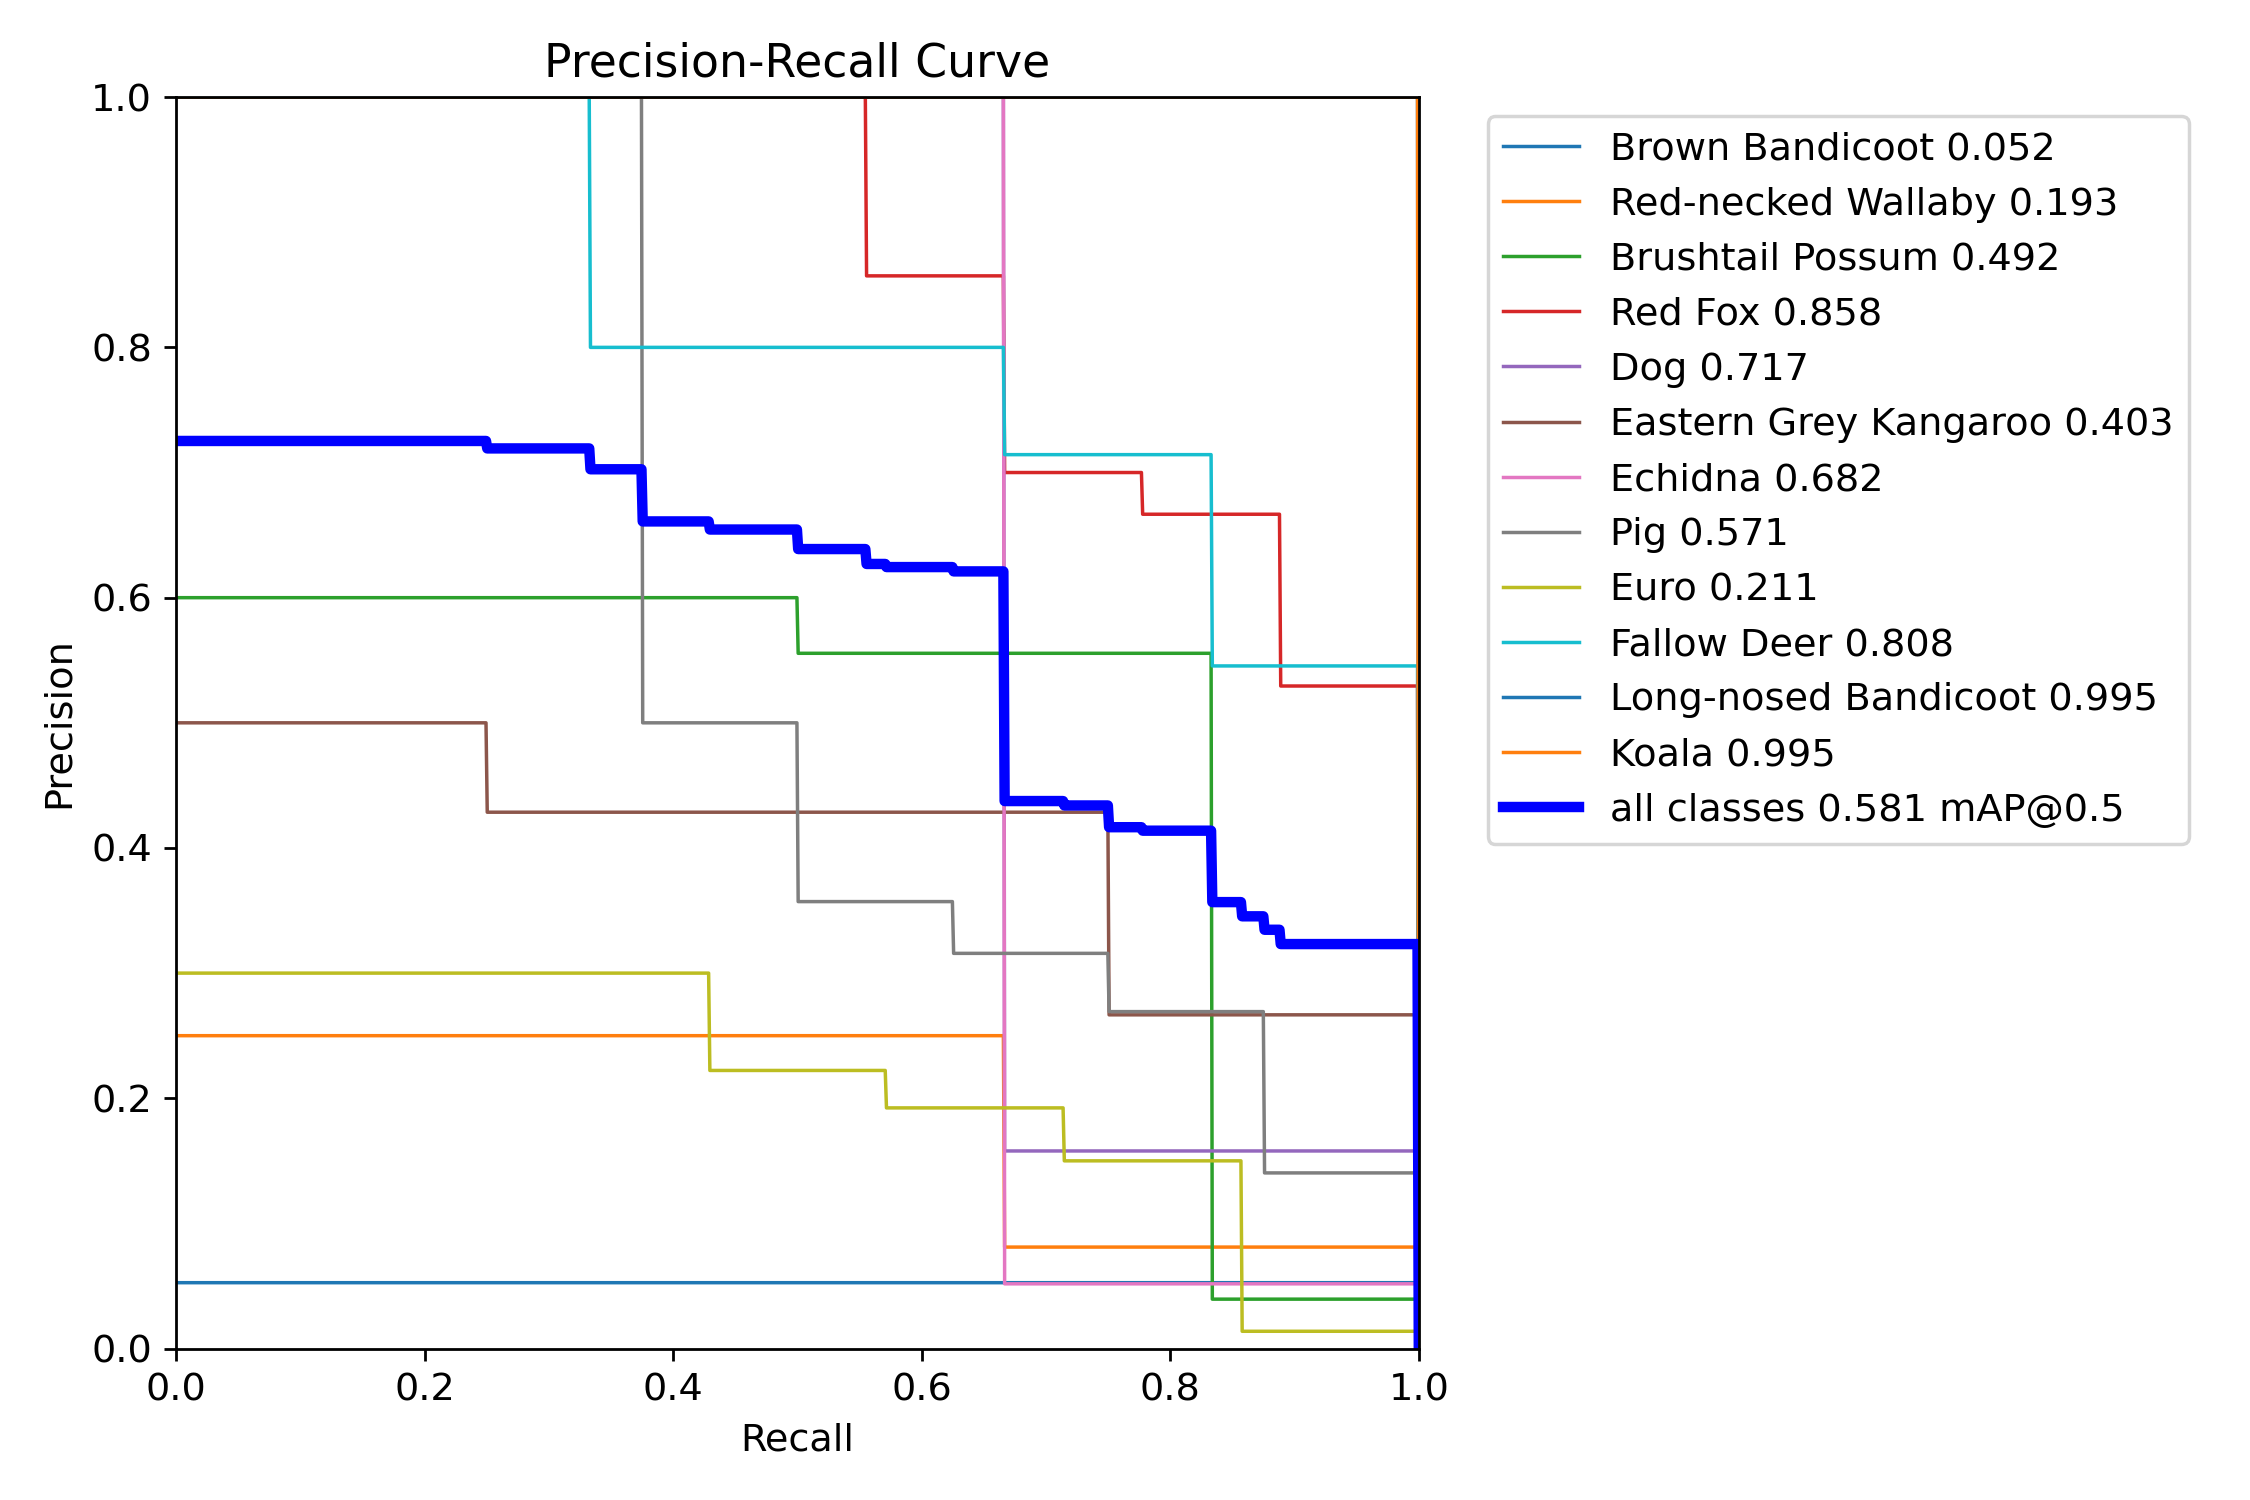 Precision-Recall Curve
1.0
0.8
0.6
0.4
0.2
0.0
Precision
0.0 0.2 0.4 0.6 0.8 1.0
Recall
Brown Bandicoot 0.052
Red-necked Wallaby 0.193
Brushtail Possum 0.492
Red Fox 0.858
Dog 0.717
Eastern Grey Kangaroo 0.403
Echidna 0.682
Pig 0.571
Euro 0.211
Fallow Deer 0.808
Long-nosed Bandicoot 0.995
Koala 0.995
all classes 0.581 mAP@0.5